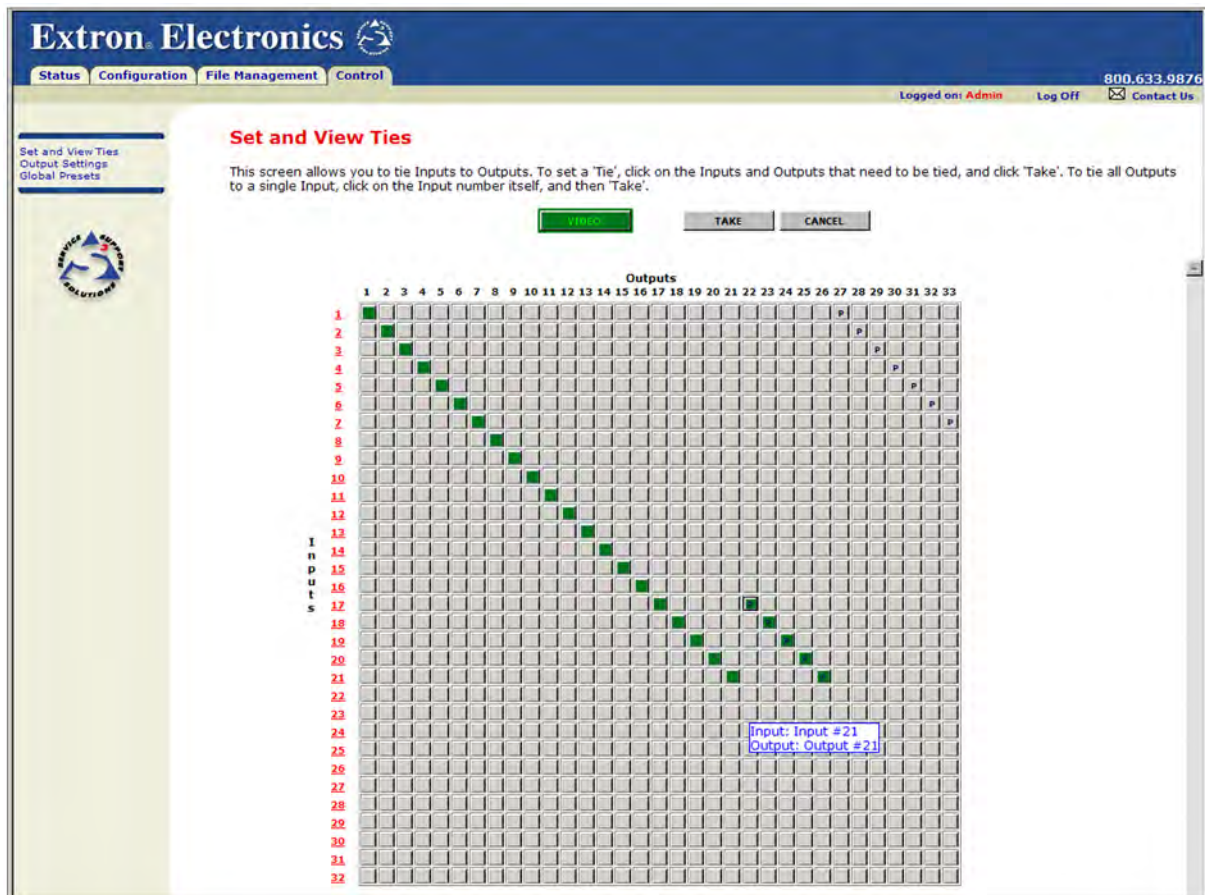 Extron® Electronics
Status Configuration File Management Control
800.633.9876
Logged on: Admin Log Off Contact Us
Set and View Ties
Output Settings
Global Presets
SERVICE SUPPORT SOLUTIONS
3
Set and View Ties
This screen allows you to tie Inputs to Outputs. To set a 'Tie', click on the Inputs and Outputs that need to be tied, and click 'Take'. To tie all Outputs
to a single Input, click on the Input number itself, and then 'Take'.
VIDEO TAKE CANCEL
Outputs
1 2 3 4 5 6 7 8 9 10 11 12 13 14 15 16 17 18 19 20 21 22 23 24 25 26 27 28 29 30 31 32 33
Inputs
1 P
2 P
3 P
4 P
5 P
6 P
7 P
8
9
10
11
12
13
14
15
16
17
18
19
20
21
22
23
24
25
26
27
28
29
30
31
32
Input: Input #21
Output: Output #21